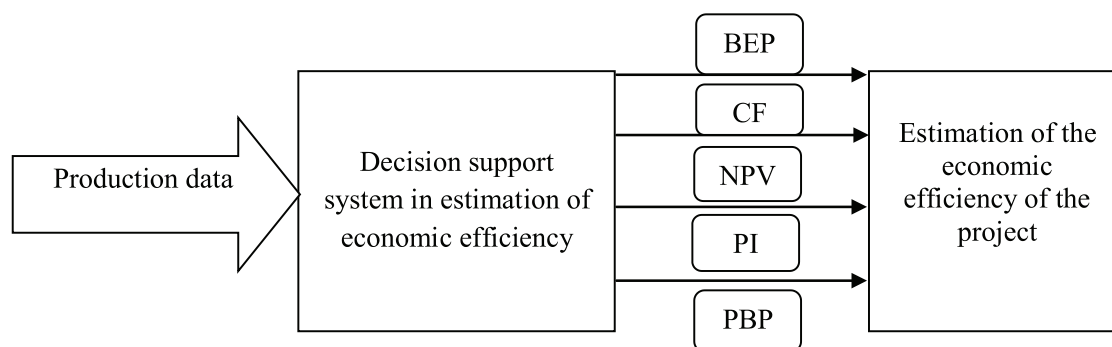 Production data
Decision support
system in estimation of
economic efficiency
BEP
CF
NPV
PI
PBP
Estimation of the
economic
efficiency of the
project